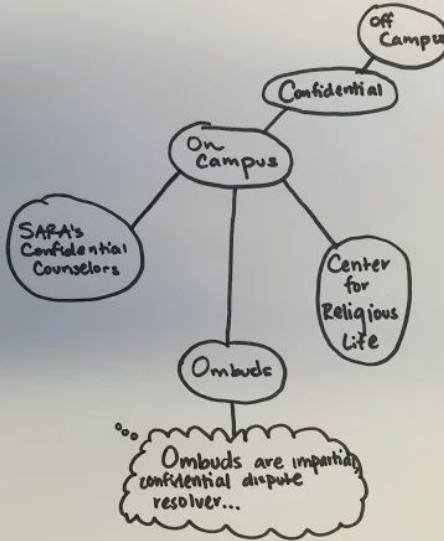 Off
Campus
Confidential
On
Campus
SARA's
Confidential
Counselors
Center
for
Religious
Life
Ombuds
Ombuds are impartial,
confidential dispute
resolver...